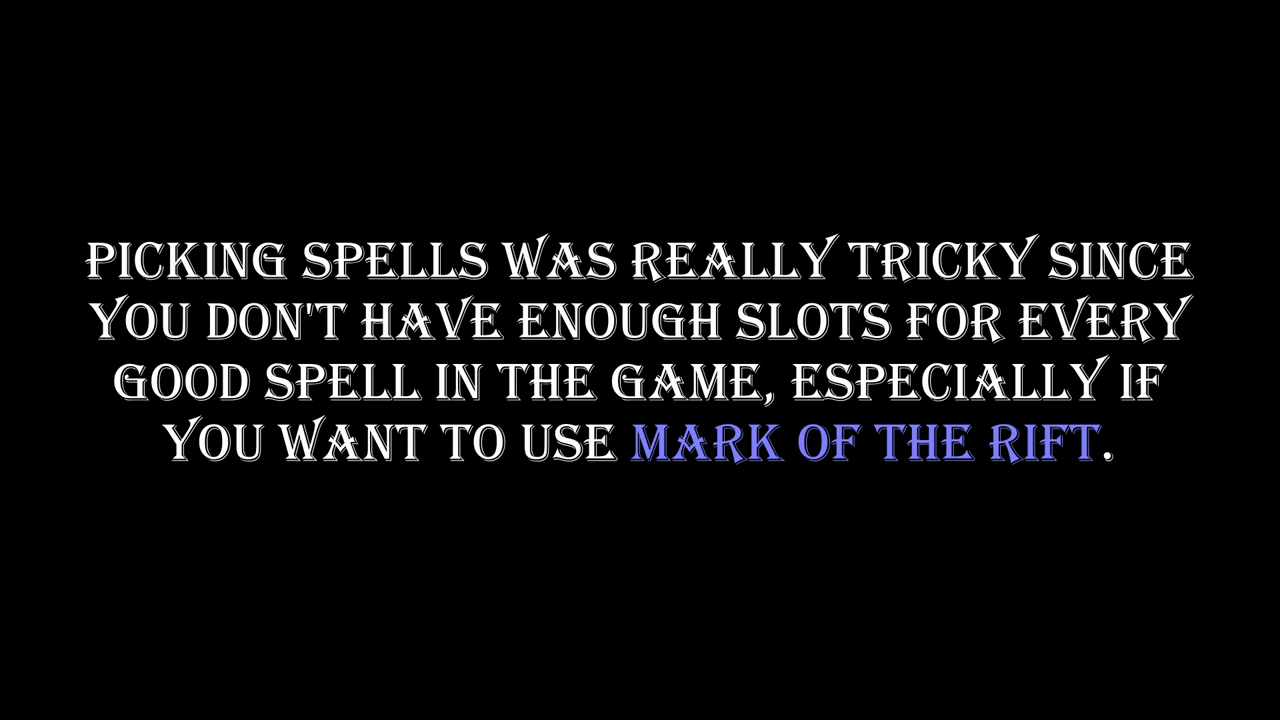 PICKING SPELLS WAS REALLY TRICKY SINCE
YOU DON'T HAVE ENOUGH SLOTS FOR EVERY
GOOD SPELL IN THE GAME, ESPECIALLY IF
YOU WANT TO USE MARK OF THE RIFT.